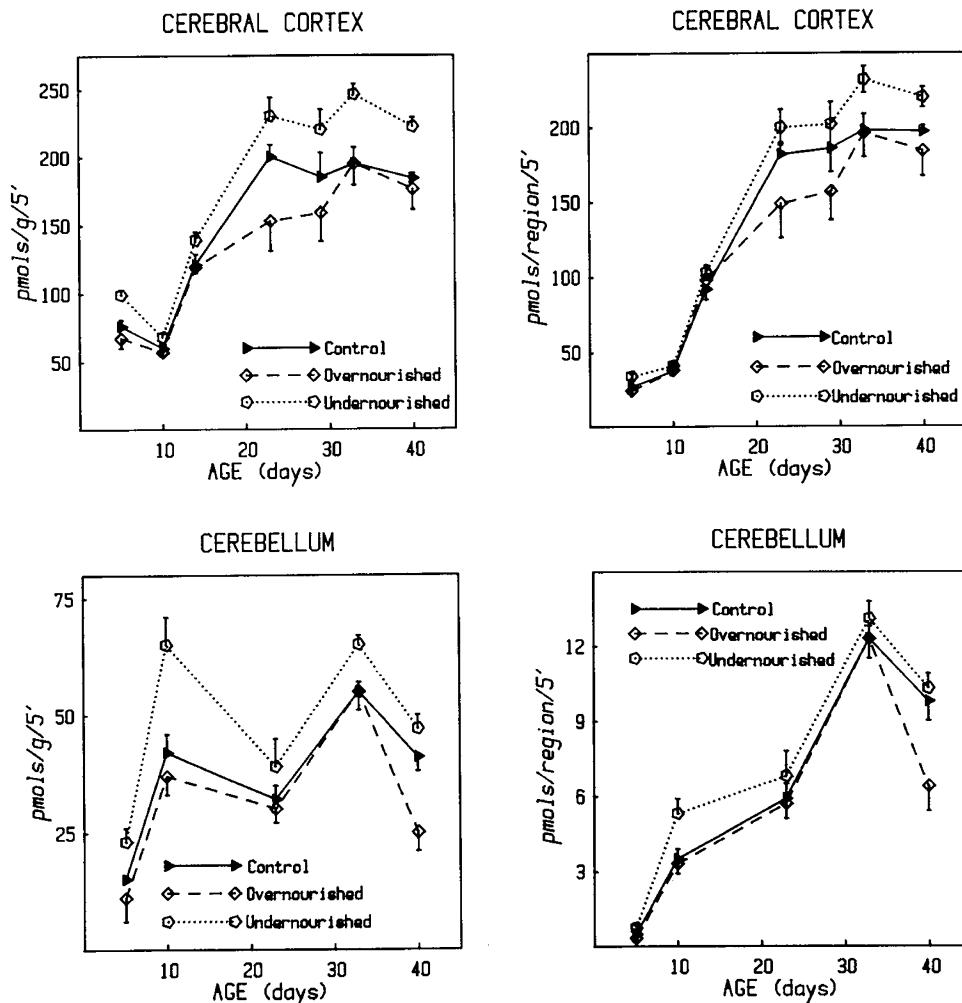 CEREBRAL CORTEX
pmols/g/5'
250
200
150
100
50
Control
Overnourished
Undernourished
10
20
30
40
AGE (days)
CEREBRAL CORTEX
pmols/region/5'
200
150
100
50
Control
Overnourished
Undernourished
10
20
30
40
AGE (days)
CEREBELLUM
pmols/g/5'
75
50
25
Control
Overnourished
Undernourished
10
20
30
40
AGE (days)
CEREBELLUM
pmols/region/5'
12
9
6
3
Control
Overnourished
Undernourished
10
20
30
40
AGE (days)